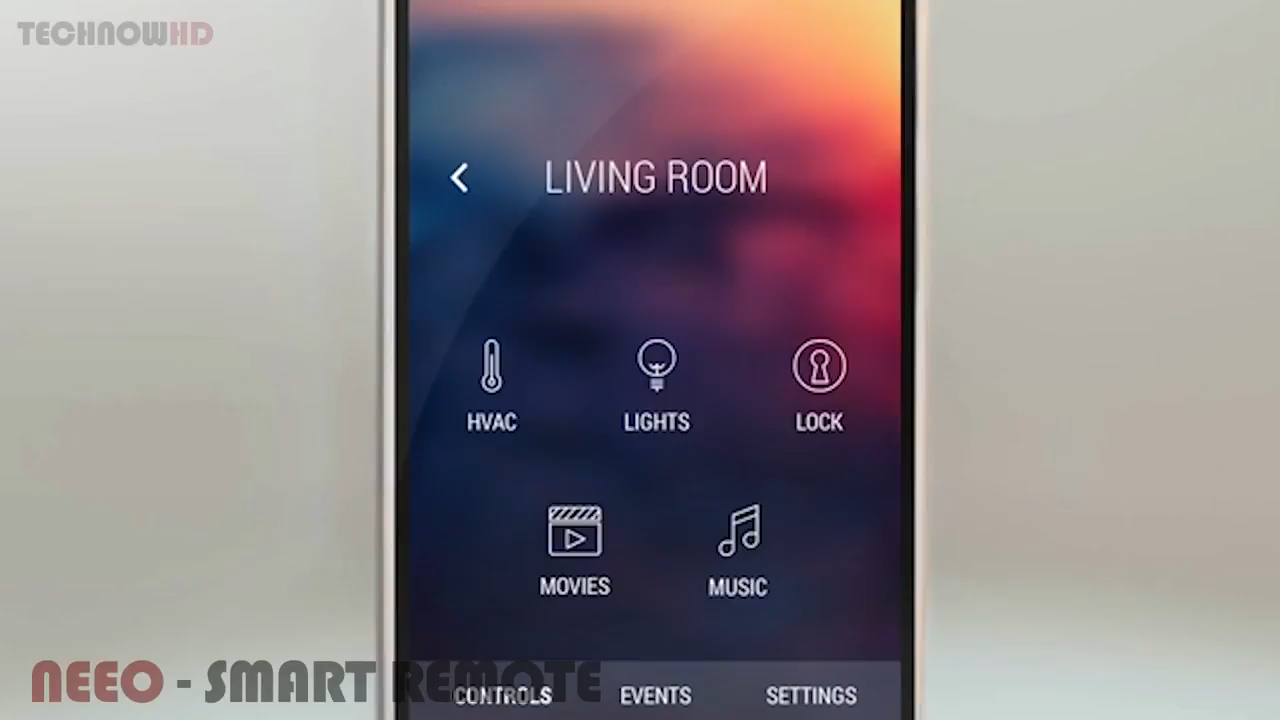 TECHNOWHD
LIVING ROOM
HVAC LIGHTS LOCK
MOVIES MUSIC
NEEO - SMART REMOTE
CONTROLS EVENTS SETTINGS